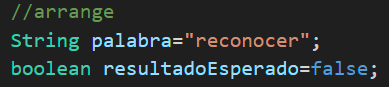 //arrange
String palabra="reconocer";
boolean resultadoEsperado=false;